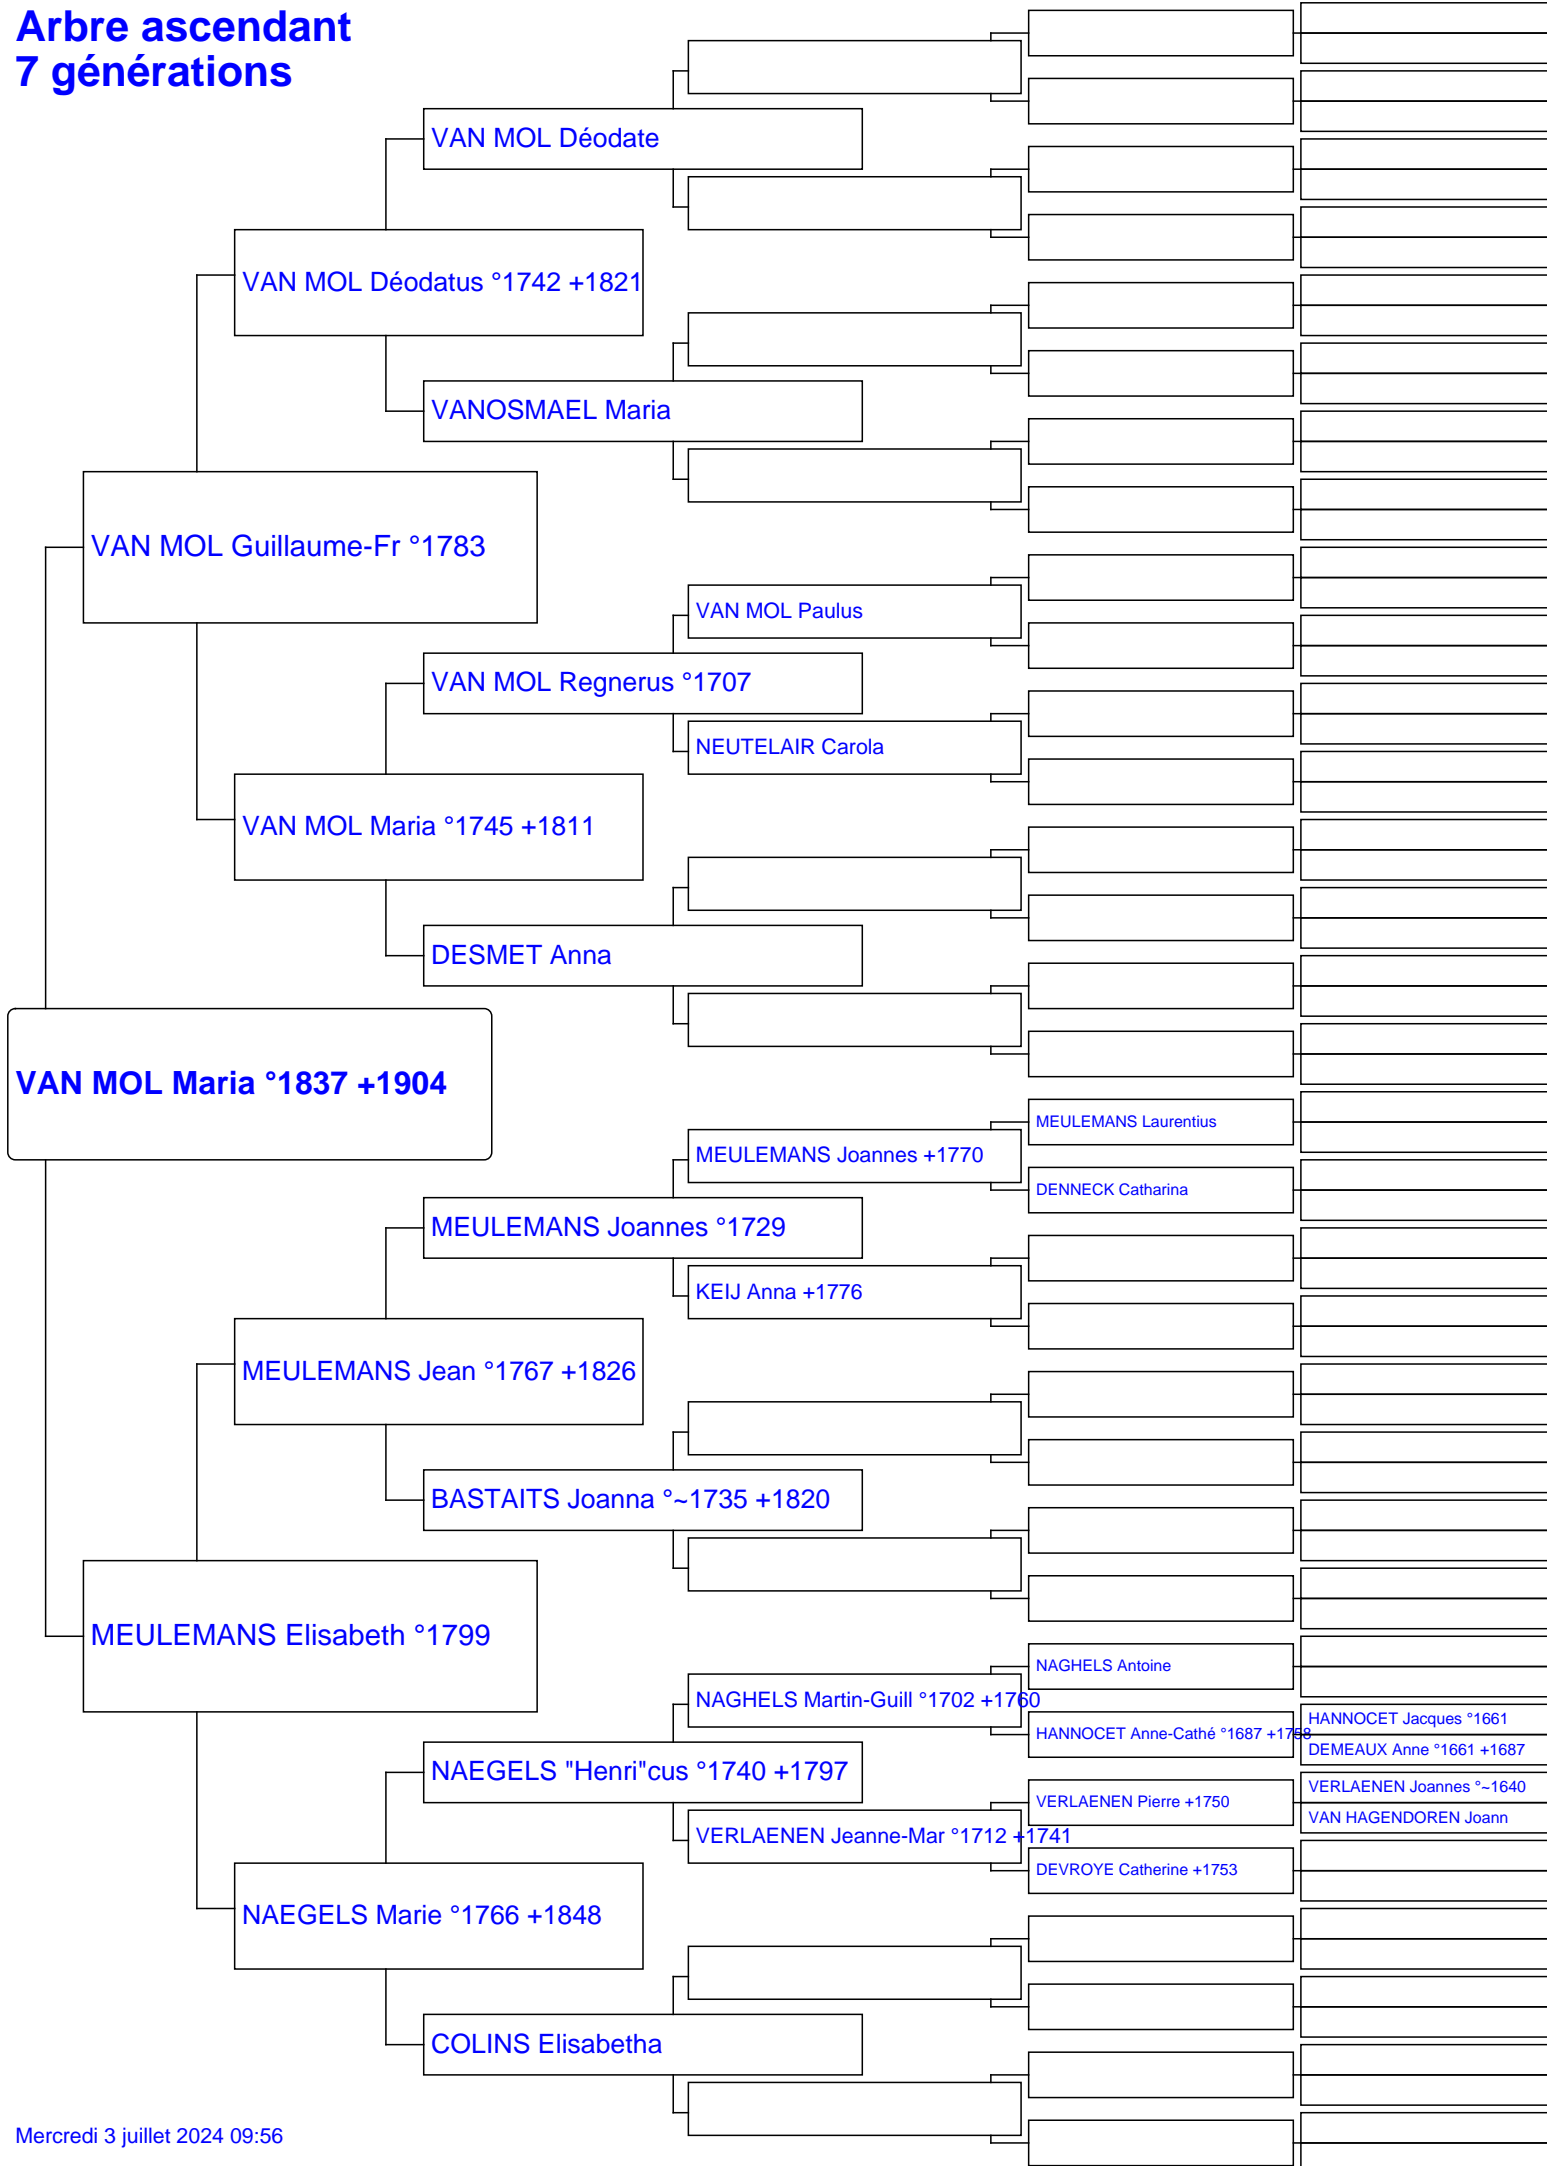 Arbre ascendant
7 générations
VAN MOL Déodate
VAN MOL Déodatus °1742 +1821
VANOSMAEL Maria
VAN MOL Guillaume-Fr °1783
VAN MOL Paulus
VAN MOL Regnerus °1707
NEUTELAIR Carola
VAN MOL Maria °1745 +1811
DESMET Anna
VAN MOL Maria °1837 +1904
MEULEMANS Laurentius
MEULEMANS Joannes +1770
DENNECK Catharina
MEULEMANS Joannes °1729
KEIJ Anna +1776
MEULEMANS Jean °1767 +1826
BASTAITS Joanna °~1735 +1820
MEULEMANS Elisabeth °1799
NAGHELS Antoine
NAGHELS Martin-Guill °1702 +1760
HANNOCET Jacques °1661
HANNOCET Anne-Cathé °1687 +1758
DEMEAUX Anne °1661 +1687
NAEGELS "Henri"cus °1740 +1797
VERLAENEN Joannes °~1640
VERLAENEN Pierre +1750
VAN HAGENDOREN Joann
VERLAENEN Jeanne-Mar °1712 +1741
DEVROYE Catherine +1753
NAEGELS Marie °1766 +1848
COLINS Elisabetha
Mercredi 3 juillet 2024 09:56